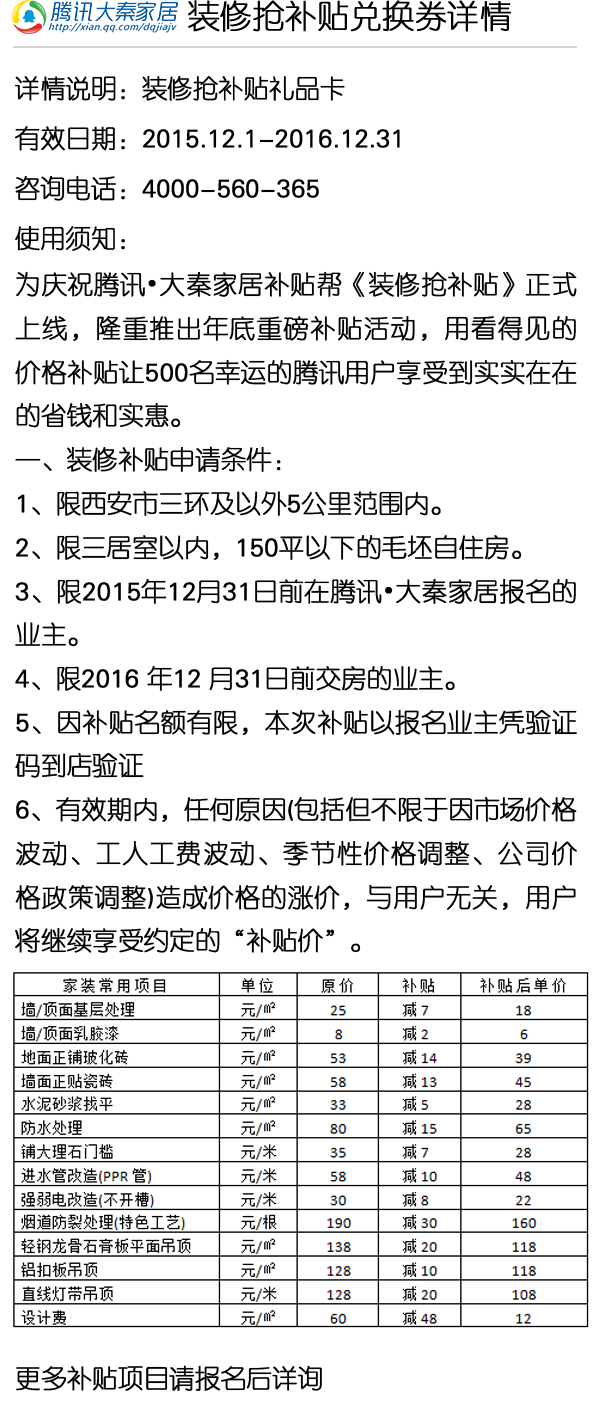 腾讯大秦家居 装修抢补贴兑换券详情
http://xian.qq.com/dqjiajv
详情说明：装修抢补贴礼品卡
有效日期：2015.12.1-2016.12.31
咨询电话：4000-560-365
使用须知：
为庆祝腾讯•大秦家居补贴帮《装修抢补贴》正式
上线，隆重推出年底重磅补贴活动，用看得见的
价格补贴让500名幸运的腾讯用户享受到实实在在
的省钱和实惠。
一、装修补贴申请条件：
1、限西安市三环及以外5公里范围内。
2、限三居室以内，150平以下的毛坯自住房。
3、限2015年12月31日前在腾讯•大秦家居报名的
业主。
4、限2016 年12 月31日前交房的业主。
5、因补贴名额有限，本次补贴以报名业主凭验证
码到店验证
6、有效期内，任何原因(包括但不限于因市场价格
波动、工人工费波动、季节性价格调整、公司价
格政策调整)造成价格的涨价，与用户无关，用户
将继续享受约定的“补贴价”。
家装常用项目 单位 原价 补贴 补贴后单价
墙/顶面基层处理 元/㎡ 25 减 7 18
墙/顶面乳胶漆 元/㎡ 8 减 2 6
地面正铺玻化砖 元/㎡ 53 减 14 39
墙面正贴瓷砖 元/㎡ 58 减 13 45
水泥砂浆找平 元/㎡ 33 减 5 28
防水处理 元/㎡ 80 减 15 65
铺大理石门槛 元/米 35 减 7 28
进水管改造(PPR 管) 元/米 58 减 10 48
强弱电改造(不开槽) 元/米 30 减 8 22
烟道防裂处理(特色工艺) 元/根 190 减 30 160
轻钢龙骨石膏板平面吊顶 元/㎡ 138 减 20 118
铝扣板吊顶 元/㎡ 128 减 10 118
直线灯带吊顶 元/米 128 减 20 108
设计费 元/㎡ 60 减 48 12
更多补贴项目请报名后详询